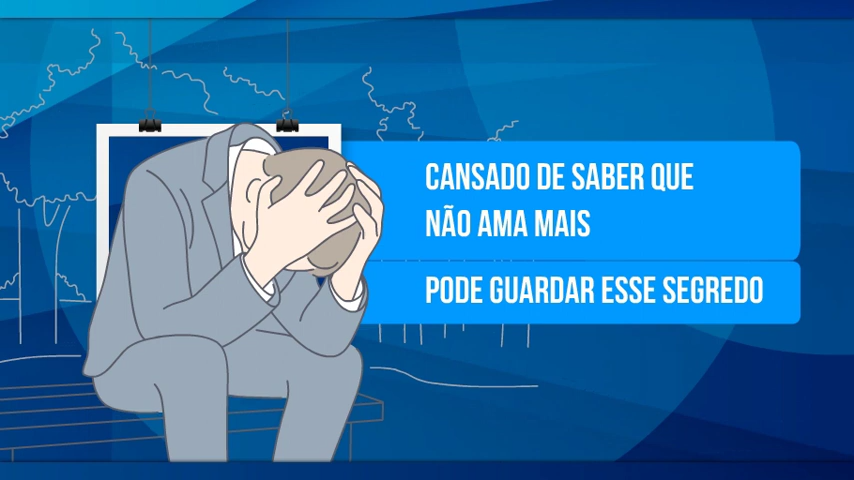 CANSADO DE SABER QUE
NÃO AMA MAIS
PODE GUARDAR ESSE SEGREDO